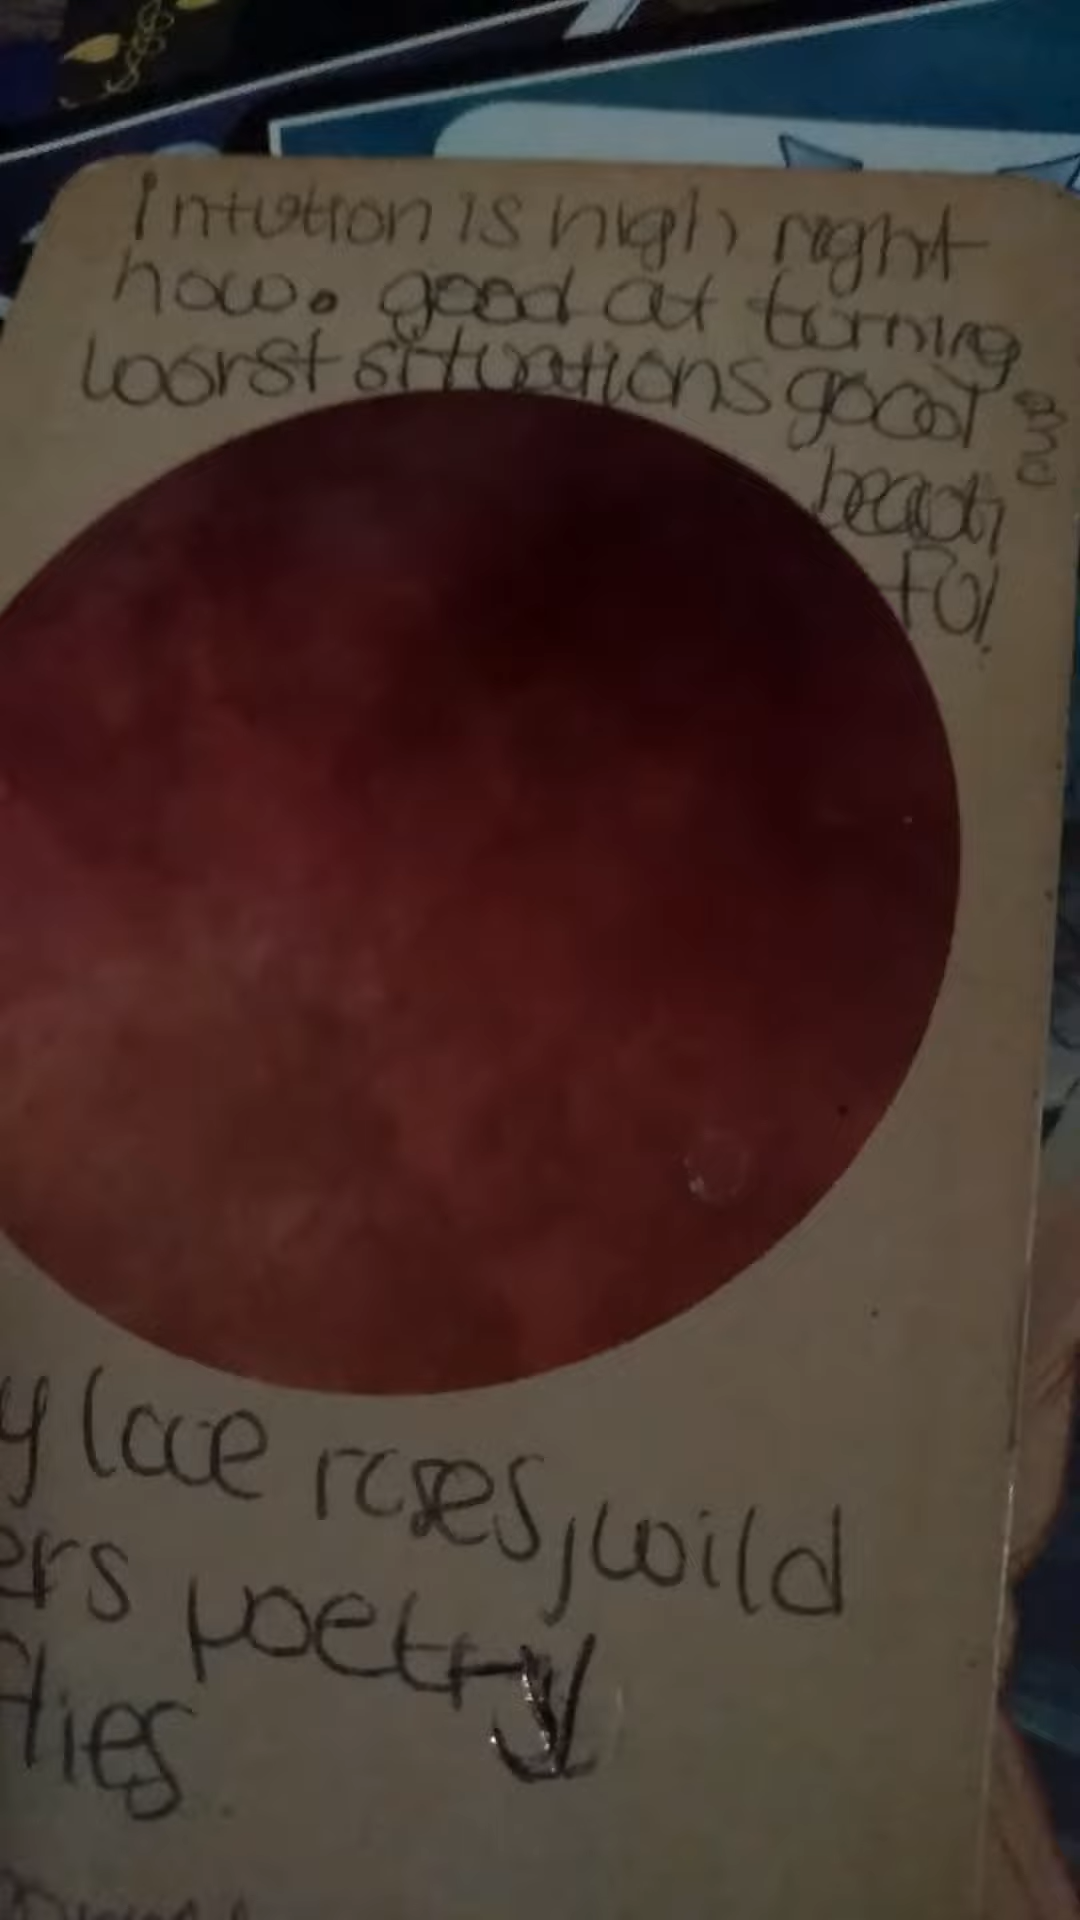 Intution is high right
now. good at turning
worst situations good and
beauti
ful.
y love roses, wild
ers poetry
flies